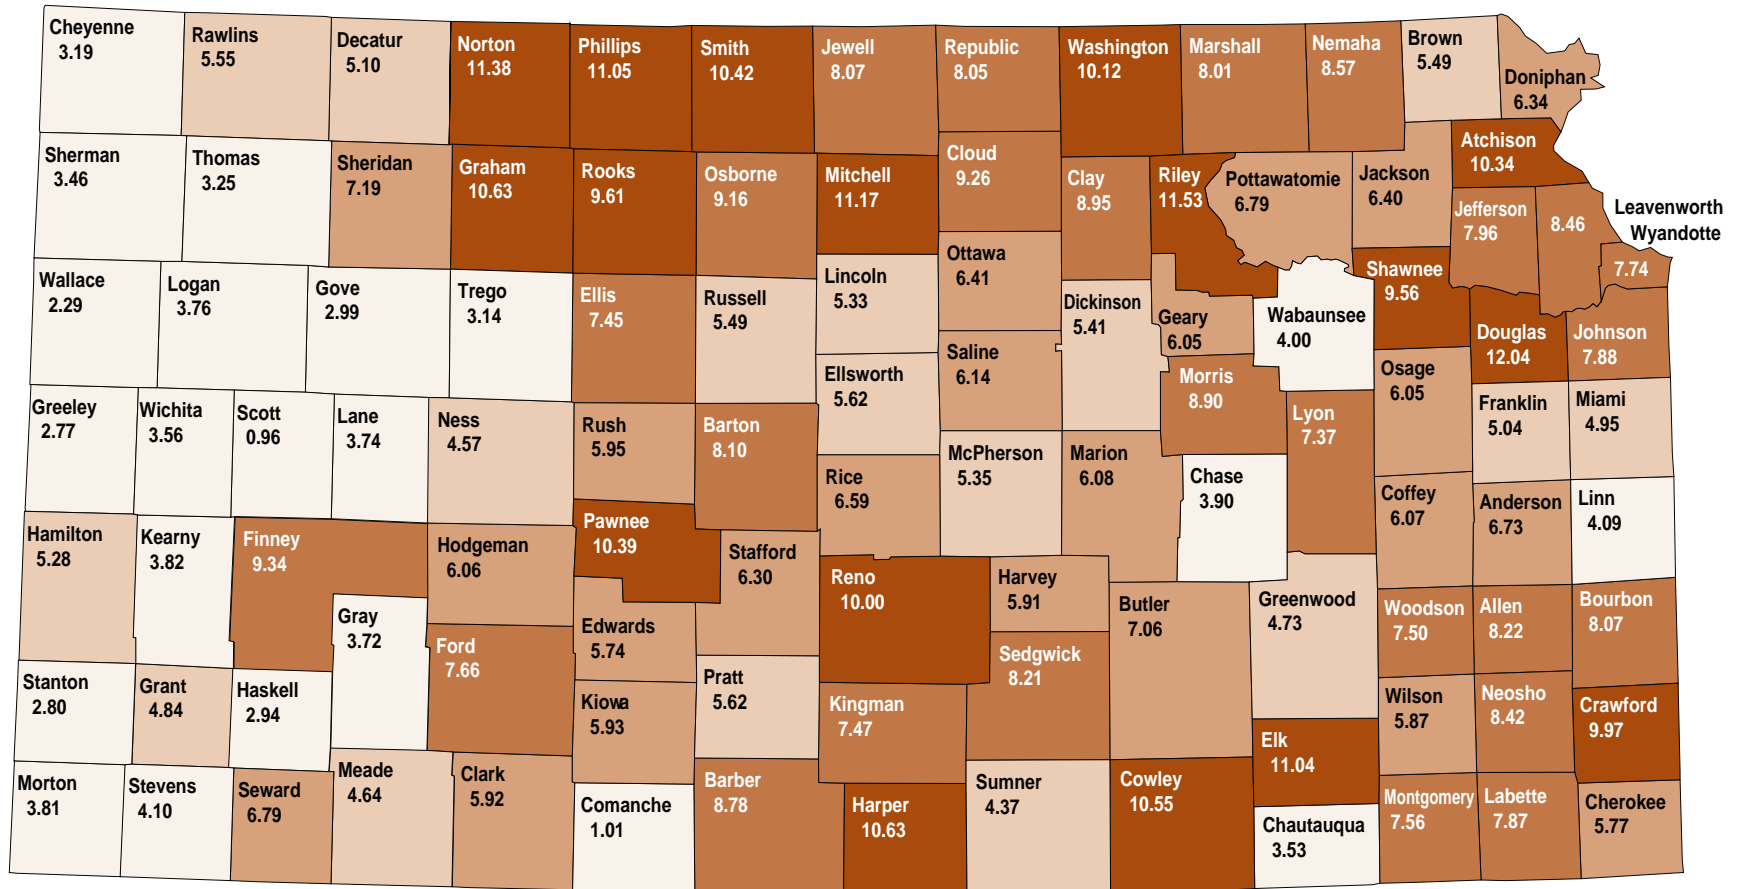 Cheyenne
3.19
Rawlins
5.55
Decatur
5.10
Norton
11.38
Phillips
11.05
Smith
10.42
Jewell
8.07
Republic
8.05
Washington
10.12
Marshall
8.01
Nemaha
8.57
Brown
5.49
Doniphan
6.34
Sherman
3.46
Thomas
3.25
Sheridan
7.19
Graham
10.63
Rooks
9.61
Osborne
9.16
Mitchell
11.17
Cloud
9.26
Clay
8.95
Riley
11.53
Pottawatomie
6.79
Jackson
6.40
Atchison
10.34
Jefferson
7.96
8.46
Leavenworth
Wyandotte
7.74
Wallace
2.29
Logan
3.76
Gove
2.99
Trego
3.14
Ellis
7.45
Russell
5.49
Lincoln
5.33
Ottawa
6.41
Dickinson
5.41
Geary
6.05
Wabaunsee
4.00
Shawnee
9.56
Douglas
12.04
Johnson
7.88
Ellsworth
5.62
Saline
6.14
Morris
8.90
Osage
6.05
Franklin
5.04
Miami
4.95
Greeley
2.77
Wichita
3.56
Scott
0.96
Lane
3.74
Ness
4.57
Rush
5.95
Barton
8.10
Rice
6.59
McPherson
5.35
Marion
6.08
Chase
3.90
Lyon
7.37
Coffey
6.07
Anderson
6.73
Linn
4.09
Hamilton
5.28
Kearny
3.82
Finney
9.34
Hodgeman
6.06
Pawnee
10.39
Stafford
6.30
Reno
10.00
Harvey
5.91
Butler
7.06
Greenwood
4.73
Woodson
7.50
Allen
8.22
Bourbon
8.07
Gray
3.72
Ford
7.66
Edwards
5.74
Sedgwick
8.21
Stanton
2.80
Grant
4.84
Haskell
2.94
Kiowa
5.93
Pratt
5.62
Kingman
7.47
Elk
11.04
Wilson
5.87
Neosho
8.42
Crawford
9.97
Morton
3.81
Stevens
4.10
Seward
6.79
Meade
4.64
Clark
5.92
Comanche
1.01
Barber
8.78
Harper
10.63
Sumner
4.37
Cowley
10.55
Chautauqua
3.53
Montgomery
7.56
Labette
7.87
Cherokee
5.77